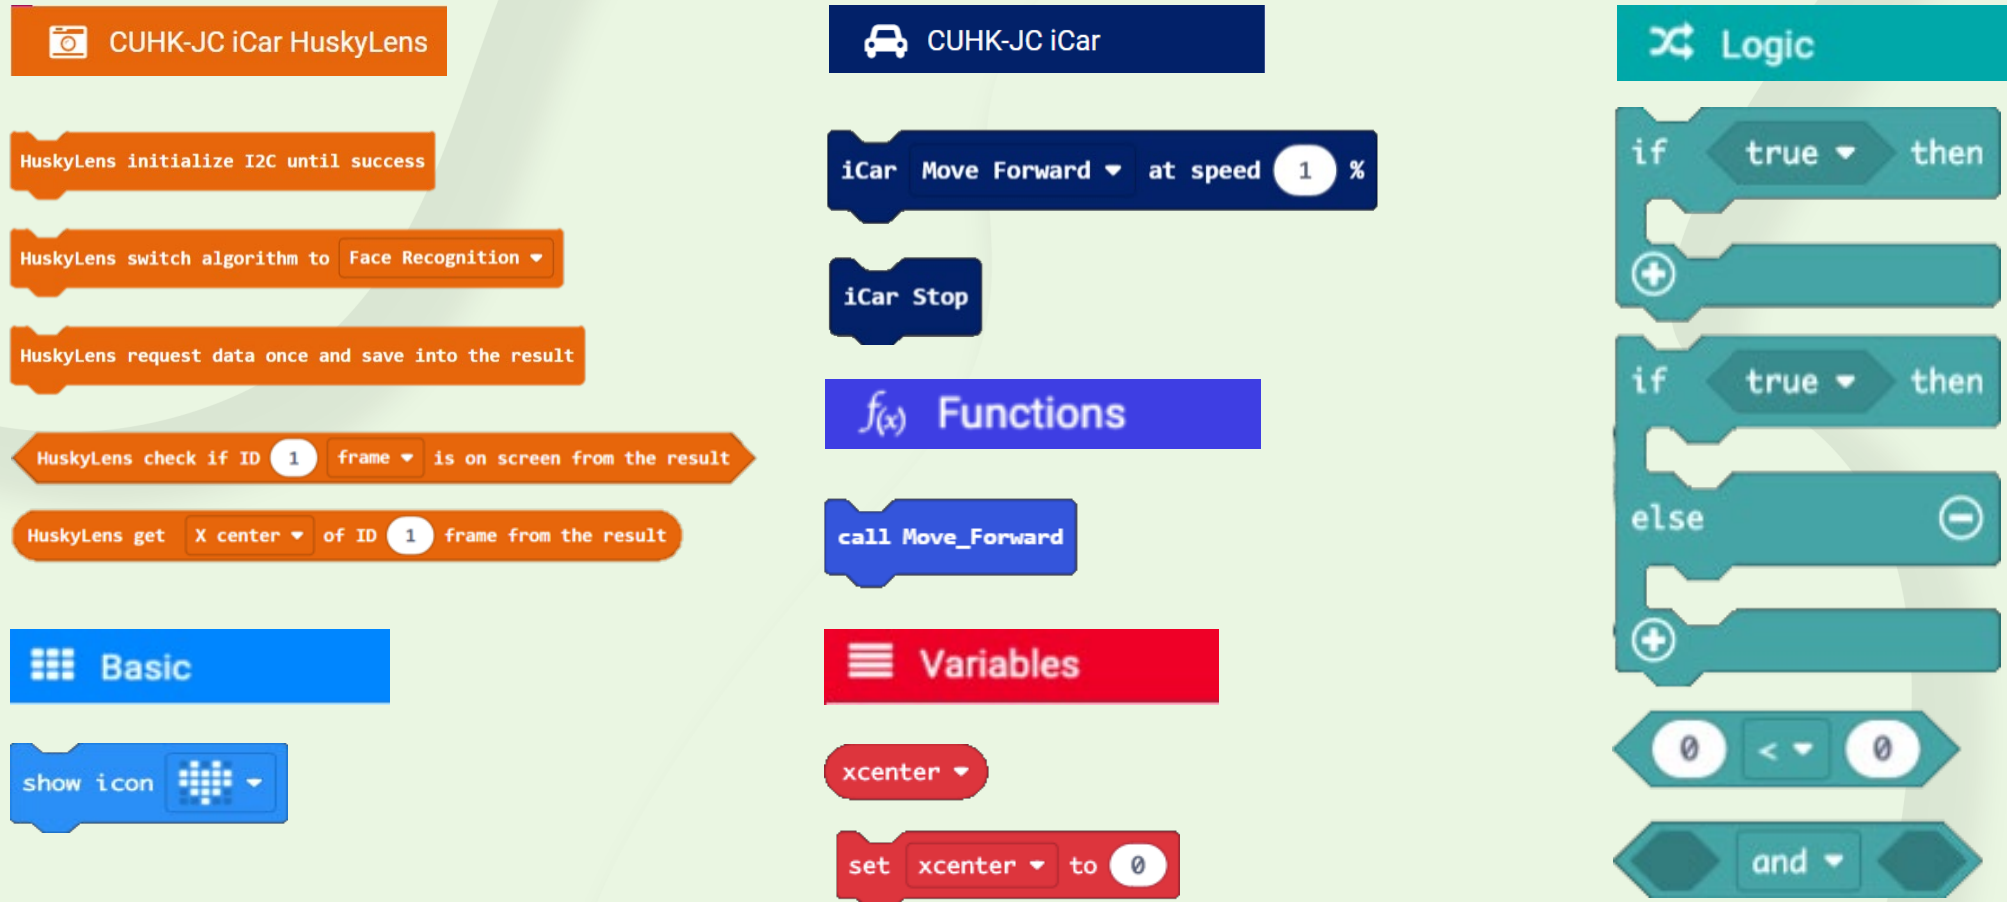 CUHK-JC iCar HuskyLens
HuskyLens initialize I2C until success
HuskyLens switch algorithm to Face Recognition
HuskyLens request data once and save into the result
HuskyLens check if ID 1 frame is on screen from the result
HuskyLens get X center of ID 1 frame from the result
Basic
show icon
CUHK-JC iCar
iCar Move Forward at speed 1 %
iCar Stop
f(x) Functions
call Move_Forward
Variables
xcenter
set xcenter to 0
Logic
if true then
if true then
else
0 < 0
and